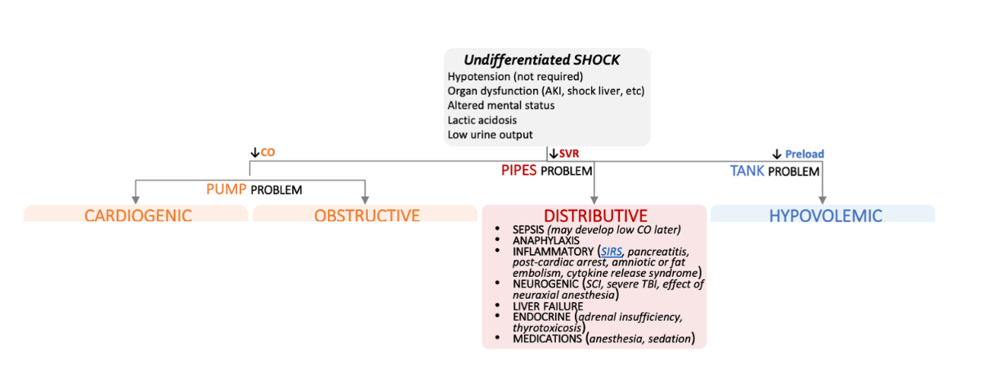 Undifferentiated SHOCK
Hypotension (not required)
Organ dysfunction (AKI, shock liver, etc)
Altered mental status
Lactic acidosis
Low urine output
↓CO
↓SVR
↓ Preload
PIPES PROBLEM
TANK PROBLEM
PUMP PROBLEM
CARDIOGENIC
OBSTRUCTIVE
DISTRIBUTIVE
• SEPSIS (may develop low CO later)
• ANAPHYLAXIS
• INFLAMMATORY (SIRS, pancreatitis,
post-cardiac arrest, amniotic or fat
embolism, cytokine release syndrome)
• NEUROGENIC (SCI, severe TBI, effect of
neuraxial anesthesia)
• LIVER FAILURE
• ENDOCRINE (adrenal insufficiency,
thyrotoxicosis)
• MEDICATIONS (anesthesia, sedation)
HYPOVOLEMIC